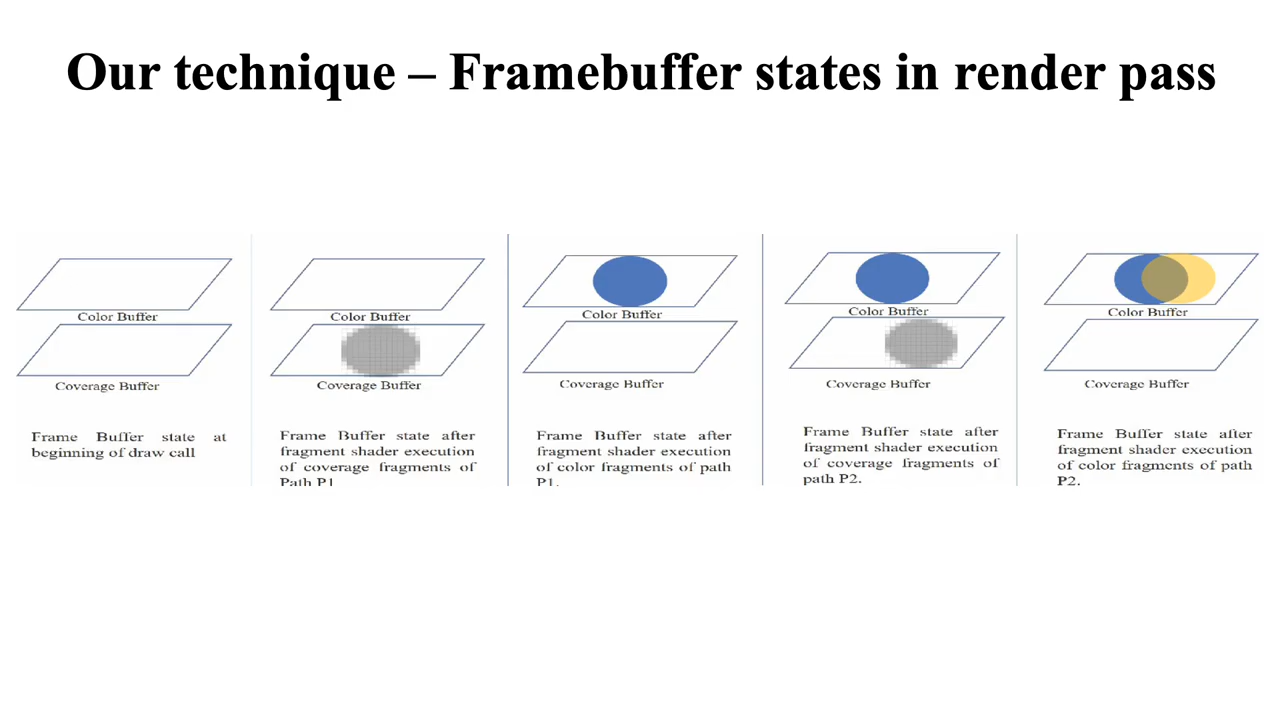 Our technique – Framebuffer states in render pass
Color Buffer
Coverage Buffer
Frame Buffer state at
beginning of draw call
Color Buffer
Coverage Buffer
Frame Buffer state after
fragment shader execution
of coverage fragments of
Path P1
Color Buffer
Coverage Buffer
Frame Buffer state after
fragment shader execution
of color fragments of path
P1.
Color Buffer
Coverage Buffer
Frame Buffer state after
fragment shader execution
of coverage fragments of
path P2.
Color Buffer
Coverage Buffer
Frame Buffer state after
fragment shader execution
of color fragments of path
P2.